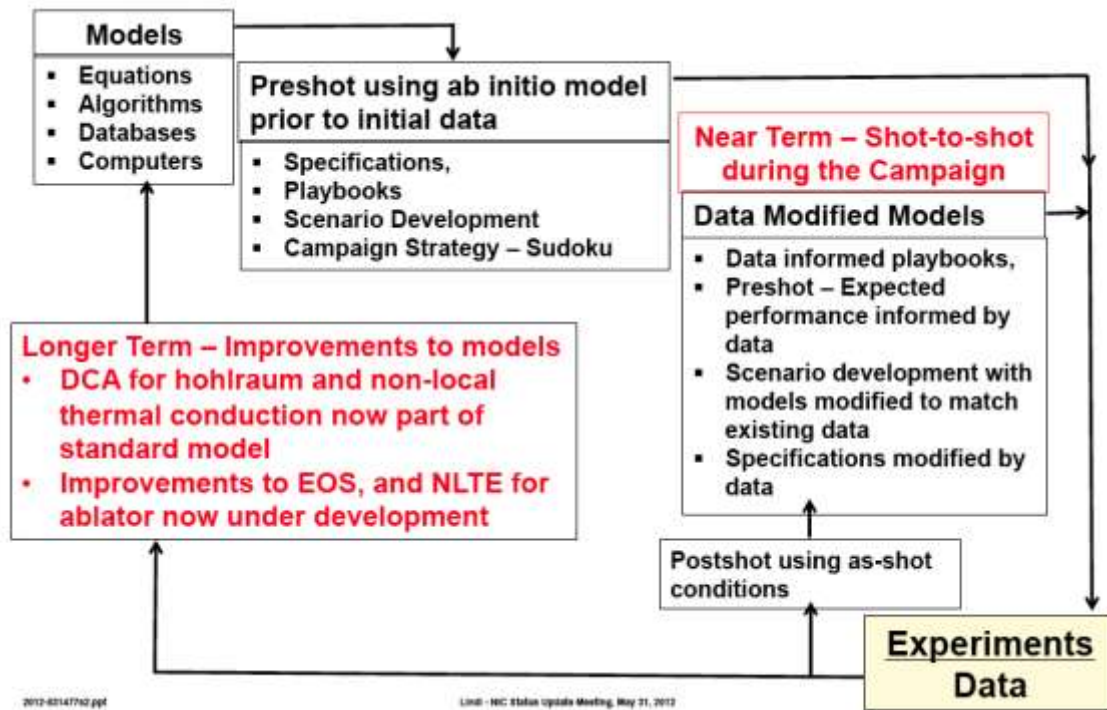 Models
▪ Equations
▪ Algorithms
▪ Databases
▪ Computers
Preshot using ab initio model
prior to initial data
▪ Specifications,
▪ Playbooks
▪ Scenario Development
▪ Campaign Strategy – Sudoku
Near Term – Shot-to-shot
during the Campaign
Data Modified Models
▪ Data informed playbooks,
▪ Preshot – Expected
performance informed by
data
▪ Scenario development with
models modified to match
existing data
▪ Specifications modified by
data
Longer Term – Improvements to models
• DCA for hohlraum and non-local
thermal conduction now part of
standard model
• Improvements to EOS, and NLTE for
ablator now under development
Postshot using as-shot
conditions
Experiments
Data
Lindl - NIC Status Update Meeting, May 31, 2012